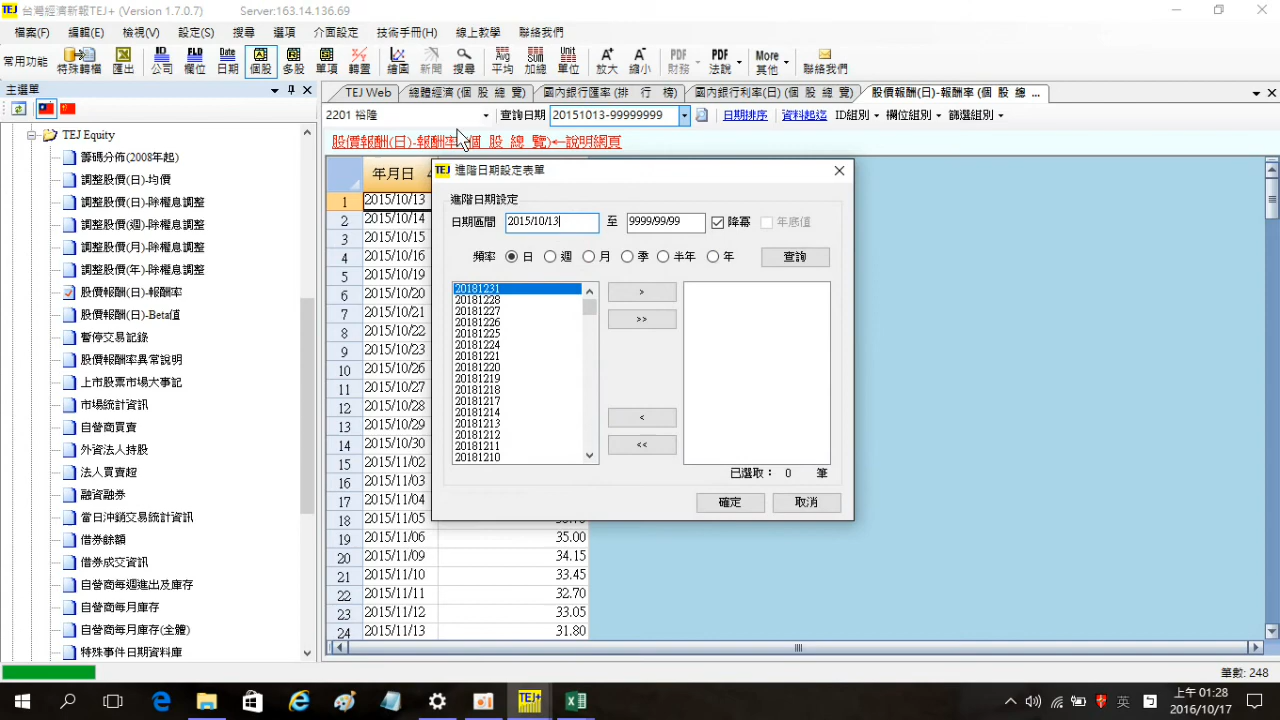 台灣經濟新報TEJ+ (Version 1.7.0.7) Server:163.14.136.69
檔案(F) 編輯(E) 檢視(V) 設定(S) 搜尋 選項 介面設定 技術手冊(H) 線上教學 聯絡我們
常用功能 特殊轉檔 匯出 ID 公司 FLD 欄位 Date 日期 個股 多股 單項 轉置 繪圖 新聞 搜尋 Avg 平均 SUM 加總 Unit 單位 A+ 放大 A- 縮小 PDF 財務 PDF 法說 More 其他 聯絡我們
主選單
TEJ Web 總體經濟(個 股 總 覽) 國內銀行匯率(排 行 榜) 國內銀行利率(日)(個 股 總 覽) 股價報酬(日)-報酬率(個 股 總 ...
2201 裕隆 查詢日期 20151013-99999999 日期排序 資料起迄 ID組別 欄位組別 篩選組別
股價報酬(日)-報酬率(個 股 總 覽)←說明網頁
TEJ Equity
籌碼分佈(2008年起)
調整股價(日)-均價
調整股價(日)-除權息調整
調整股價(週)-除權息調整
調整股價(月)-除權息調整
調整股價(年)-除權息調整
股價報酬(日)-報酬率
股價報酬(日)-Beta值
暫停交易記錄
股價報酬率異常說明
上市股票市場大事記
市場統計資訊
自營商買賣
外資法人持股
法人買賣超
融資融券
當日沖銷交易統計資訊
借券餘額
借券成交資訊
自營商每週進出及庫存
自營商每月庫存
自營商每月庫存(全體)
特殊事件日期資料庫
年月日
1 2015/10/13
2 2015/10/14
3 2015/10/15
4 2015/10/16
5 2015/10/19
6 2015/10/20
7 2015/10/21
8 2015/10/22
9 2015/10/23
10 2015/10/26
11 2015/10/27
12 2015/10/28
13 2015/10/29
14 2015/10/30
15 2015/11/02
16 2015/11/03
17 2015/11/04
18 2015/11/05
19 2015/11/06 35.00
20 2015/11/09 34.15
21 2015/11/10 33.45
22 2015/11/11 32.70
23 2015/11/12 33.05
24 2015/11/13 31.80
TEJ 進階日期設定表單
進階日期設定
日期區間 2015/10/13 至 9999/99/99 降冪 年底值
頻率 日 週 月 季 半年 年 查詢
20181231
20181228
20181227
20181226
20181225
20181224
20181221
20181220
20181219
20181218
20181217
20181214
20181213
20181212
20181211
20181210
>
>>
<
<<
已選取: 0 筆
確定 取消
筆數: 248
TEJ+ 英 上午 01:28
2016/10/17